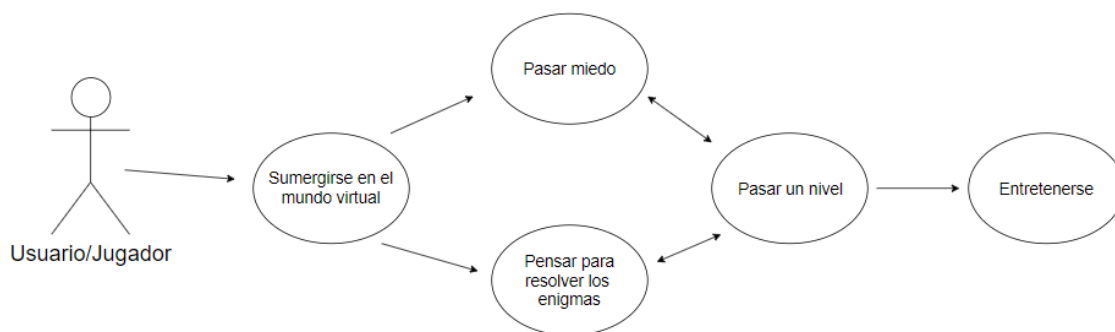 Usuario/Jugador
Sumergirse en el
mundo virtual
Pasar miedo
Pensar para
resolver los
enigmas
Pasar un nivel
Entretenerse